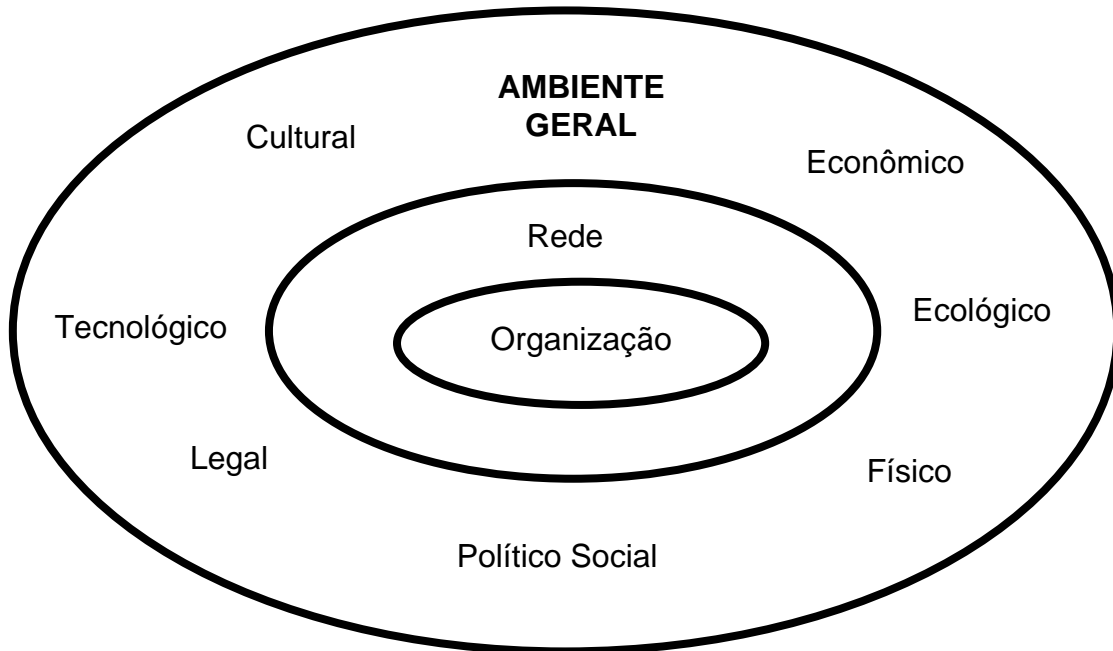 AMBIENTE
GERAL
Cultural
Econômico
Rede
Ecológico
Tecnológico
Organização
Legal
Físico
Político Social